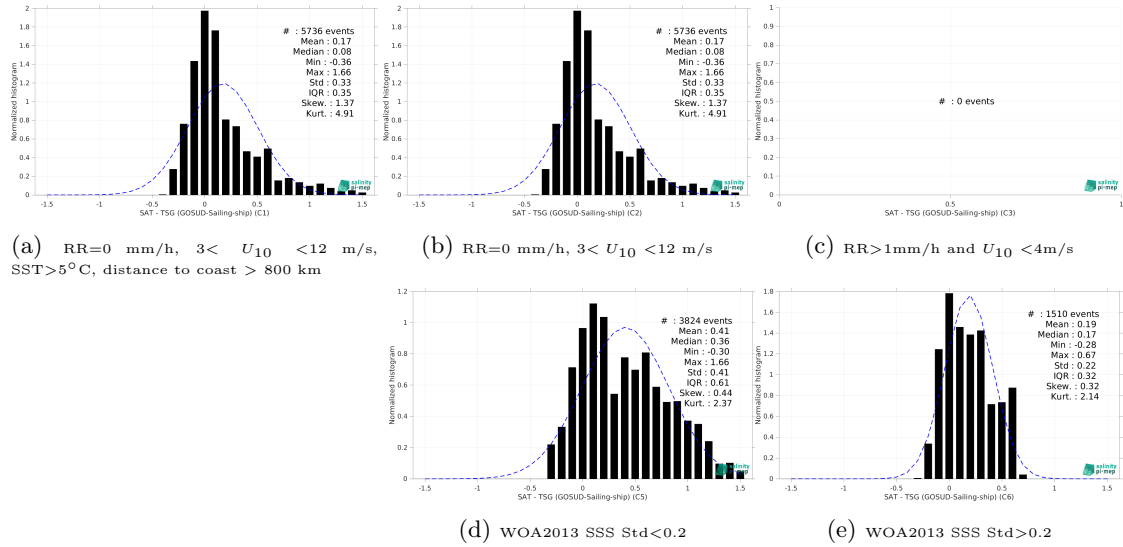 2
1.8
1.6
1.4
1.2
1
0.8
0.6
0.4
0.2
0
Normalized histogram
# : 5736 events
Mean : 0.17
Median : 0.08
Min : -0.36
Max : 1.66
Std : 0.33
IQR : 0.35
Skew. : 1.37
Kurt. : 4.91
salinity
pi-mep
-1.5 -1 -0.5 0 0.5 1 1.5
SAT - TSG (GOSUD-Sailing-ship) (C1)
(a) RR=0 mm/h, 3< U10 <12 m/s,
SST>5°C, distance to coast > 800 km
2
1.8
1.6
1.4
1.2
1
0.8
0.6
0.4
0.2
0
Normalized histogram
# : 5736 events
Mean : 0.17
Median : 0.08
Min : -0.36
Max : 1.66
Std : 0.33
IQR : 0.35
Skew. : 1.37
Kurt. : 4.91
salinity
pi-mep
-1.5 -1 -0.5 0 0.5 1 1.5
SAT - TSG (GOSUD-Sailing-ship) (C2)
(b) RR=0 mm/h, 3< U10 <12 m/s
1
0.9
0.8
0.7
0.6
0.5
0.4
0.3
0.2
0.1
0
Normalized histogram
# : 0 events
salinity
pi-mep
0 0.5 1
SAT - TSG (GOSUD-Sailing-ship) (C3)
(c) RR>1mm/h and U10 <4m/s
1.2
1
0.8
0.6
0.4
0.2
0
Normalized histogram
# : 3824 events
Mean : 0.41
Median : 0.36
Min : -0.30
Max : 1.66
Std : 0.41
IQR : 0.61
Skew. : 0.44
Kurt. : 2.37
salinity
pi-mep
-1.5 -1 -0.5 0 0.5 1 1.5
SAT - TSG (GOSUD-Sailing-ship) (C5)
(d) WOA2013 SSS Std<0.2
1.8
1.6
1.4
1.2
1
0.8
0.6
0.4
0.2
0
Normalized histogram
# : 1510 events
Mean : 0.19
Median : 0.17
Min : -0.28
Max : 0.67
Std : 0.22
IQR : 0.32
Skew. : 0.32
Kurt. : 2.14
salinity
pi-mep
-1.5 -1 -0.5 0 0.5 1 1.5
SAT - TSG (GOSUD-Sailing-ship) (C6)
(e) WOA2013 SSS Std>0.2